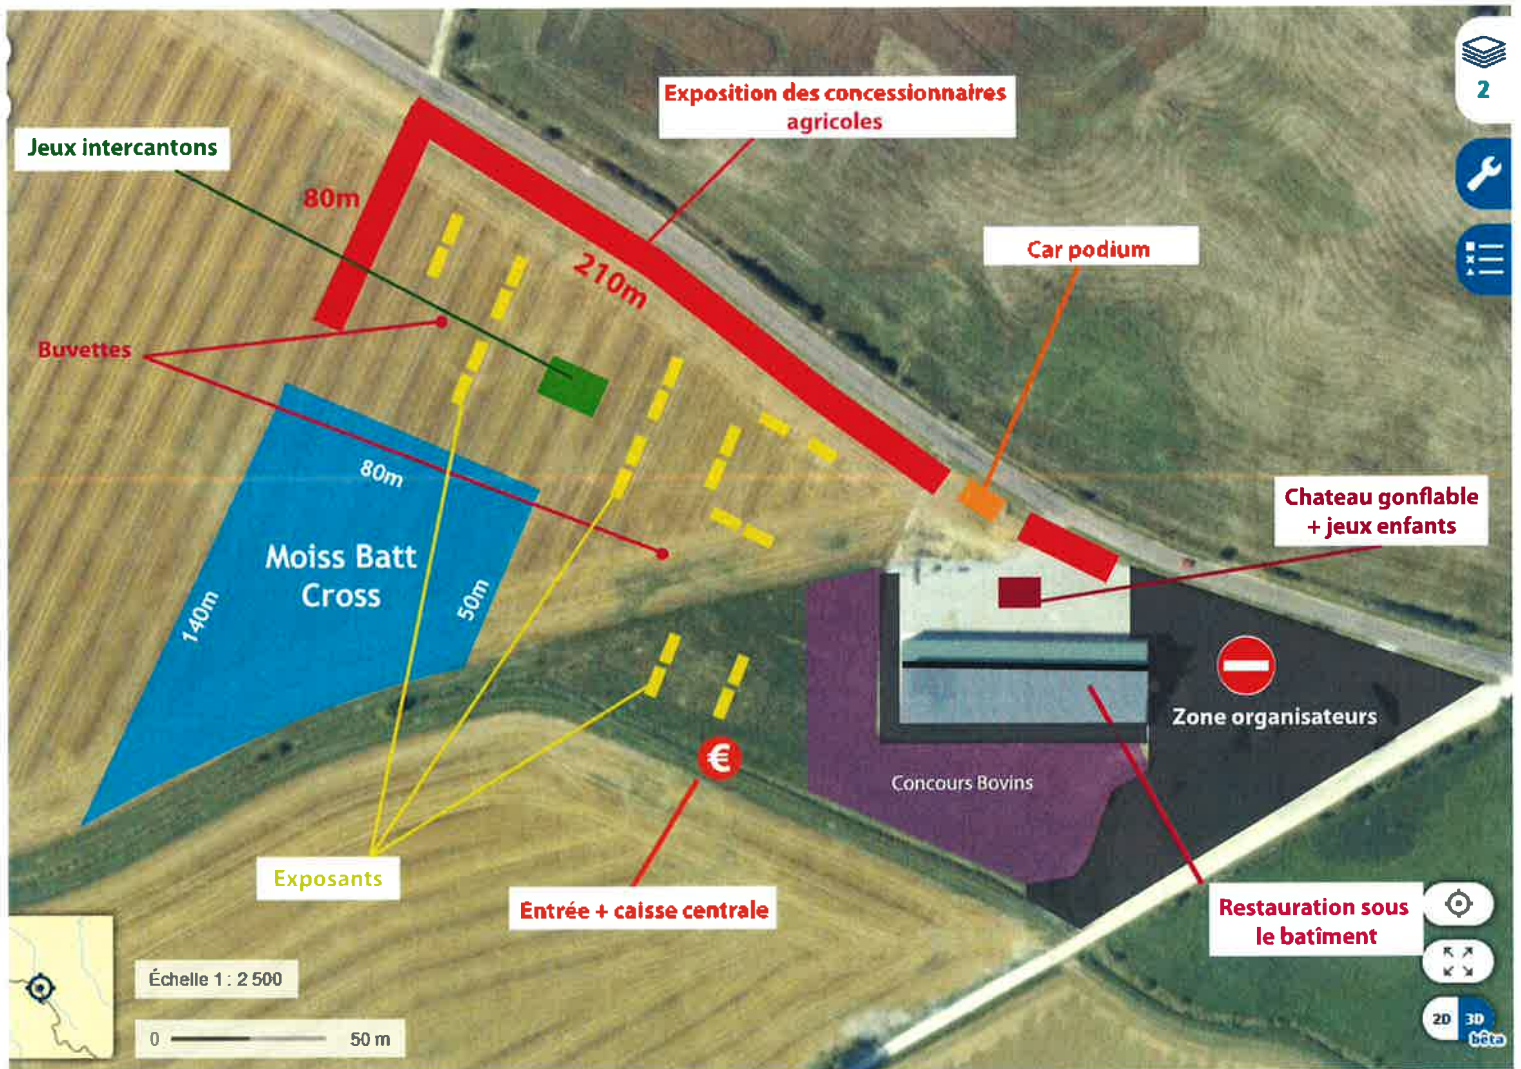 Exposition des concessionnaires
agricoles
2
Jeux intercantons
80m
210m
Car podium
Buvettes
80m
Chateau gonflable
+ jeux enfants
Moiss Batt
Cross
140m
50m
€
Zone organisateurs
Concours Bovins
Exposants
Entrée + caisse centrale
Restauration sous
le batîment
Échelle 1 : 2 500
0 50 m
2D 3D
bêta